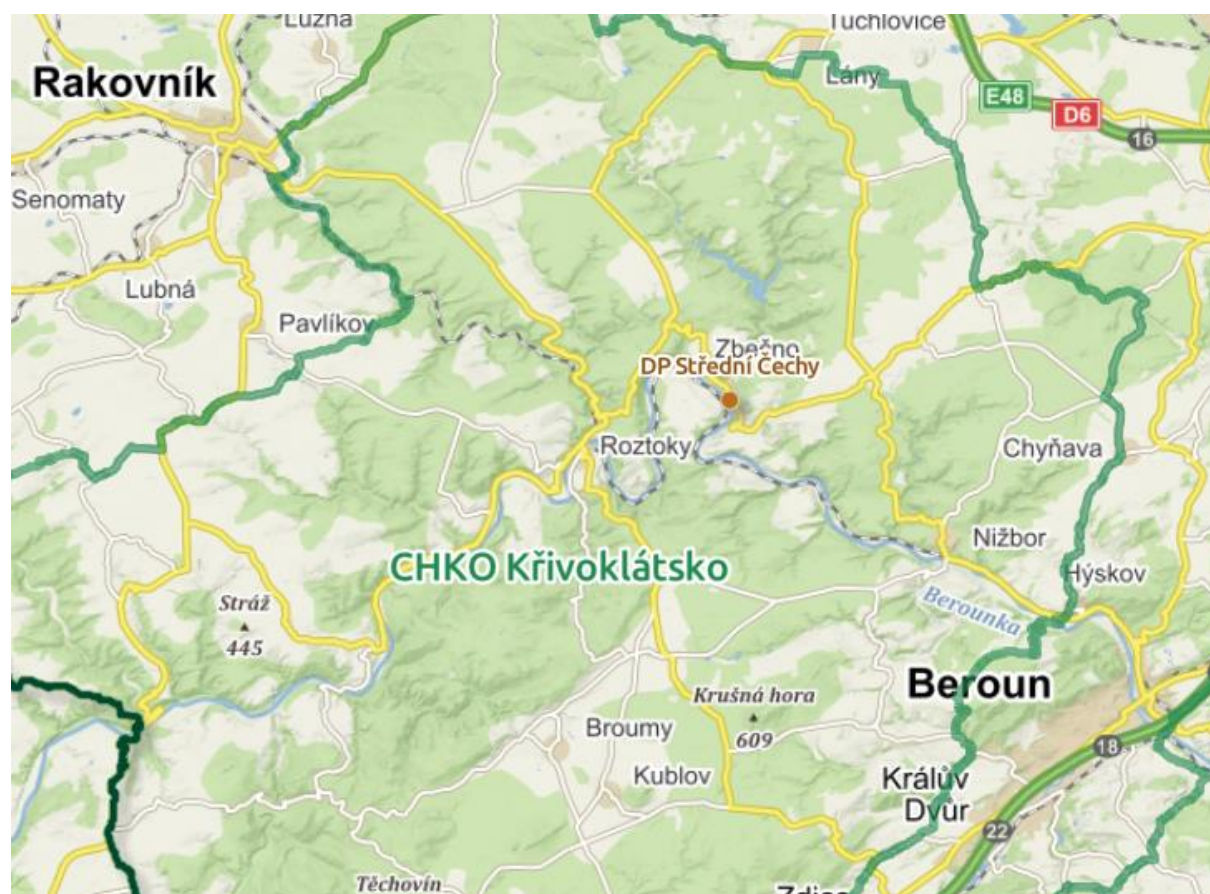 Lužná
Tuchlovice
Rakovník
Lány
E48
D6
16
Senomaty
Lubná
Pavlíkov
Zbečno
DP Střední Čechy
Roztoky
Chyňava
Nižbor
CHKO Křivoklátsko
Hýskov
Stráž
445
Berounka
Beroun
Krušná hora
609
Broumy
18
Kublov
Králův
Dvůr
22
Těchovín
Zdice